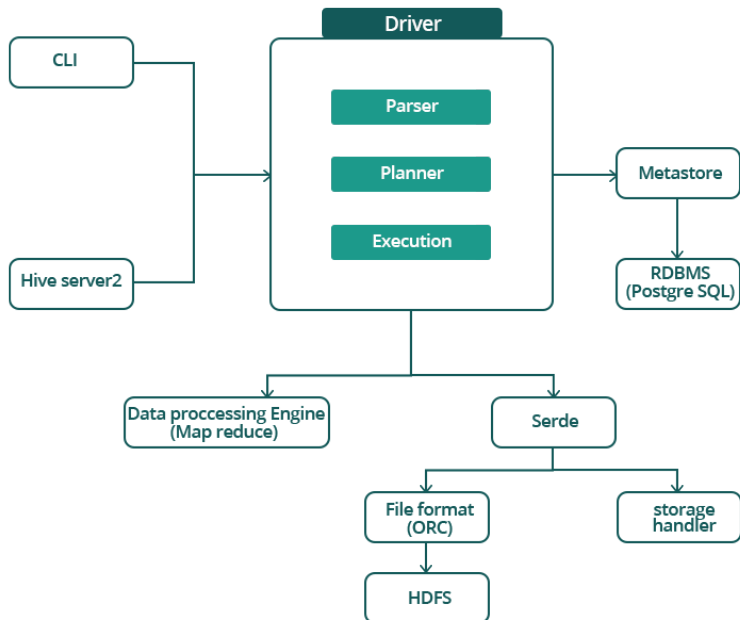 Driver
CLI
Parser
Planner
Metastore
Execution
Hive server2
RDBMS
(Postgre SQL)
Data proccessing Engine
(Map reduce)
Serde
File format
(ORC)
storage
handler
HDFS